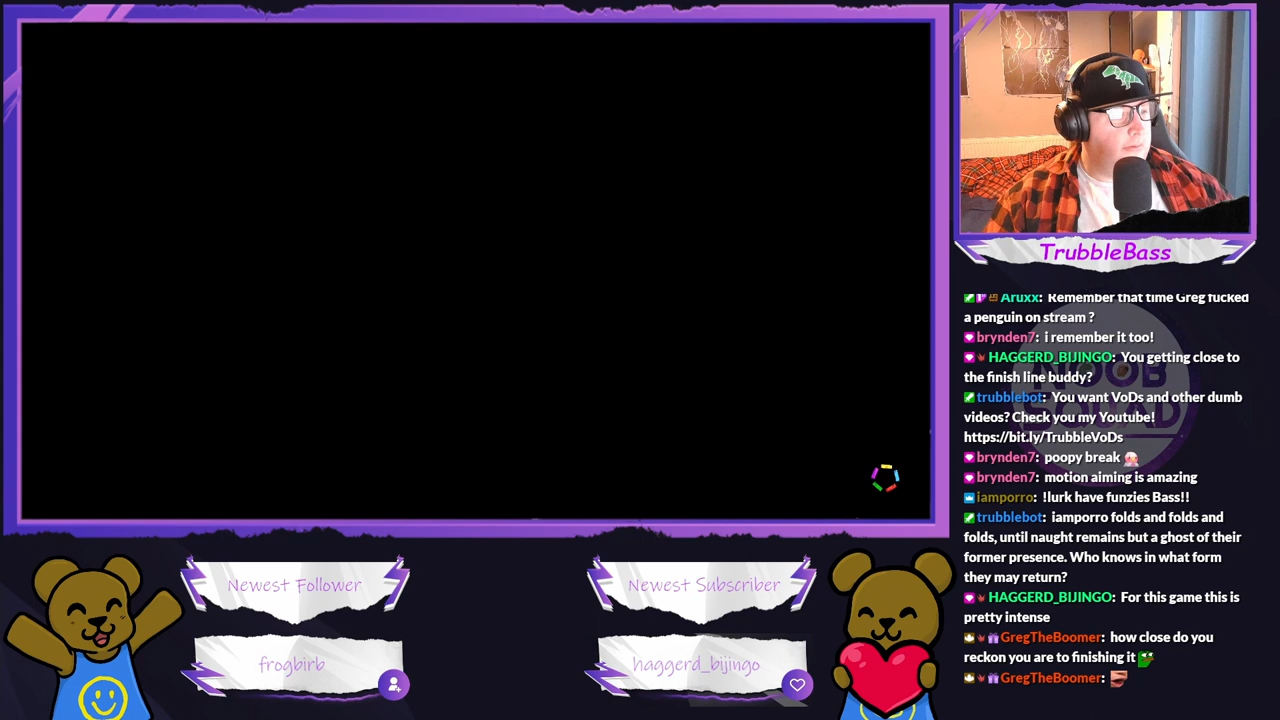 TrubbleBass
Aruxx: Remember that time Greg fucked
a penguin on stream ?
brynden7: i remember it too!
HAGGERD_BIJINGO: You getting close to
the finish line buddy?
trubblebot: You want VoDs and other dumb
videos? Check you my Youtube!
https://bit.ly/TrubbleVoDs
brynden7: poopy break
brynden7: motion aiming is amazing
iamporro: !lurk have funzies Bass!!
trubblebot: iamporro folds and folds and
folds, until naught remains but a ghost of their
former presence. Who knows in what form
they may return?
HAGGERD_BIJINGO: For this game this is
pretty intense
GregTheBoomer: how close do you
reckon you are to finishing it
GregTheBoomer:
NOOB
SQUAD
Newest Follower
frogbirb
Newest Subscriber
haggerd_bijingo